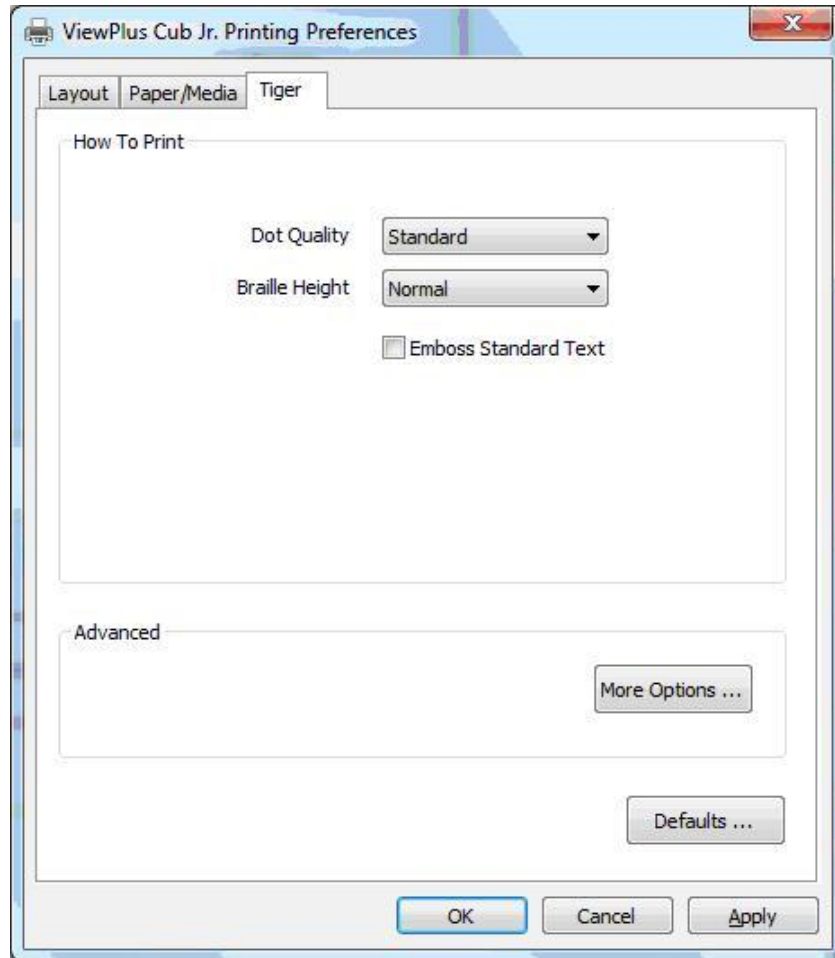 ViewPlus Cub Jr. Printing Preferences
Layout Paper/Media Tiger
How To Print
Dot Quality Standard
Braille Height Normal
Emboss Standard Text
Advanced
More Options ...
Defaults ...
OK Cancel Apply